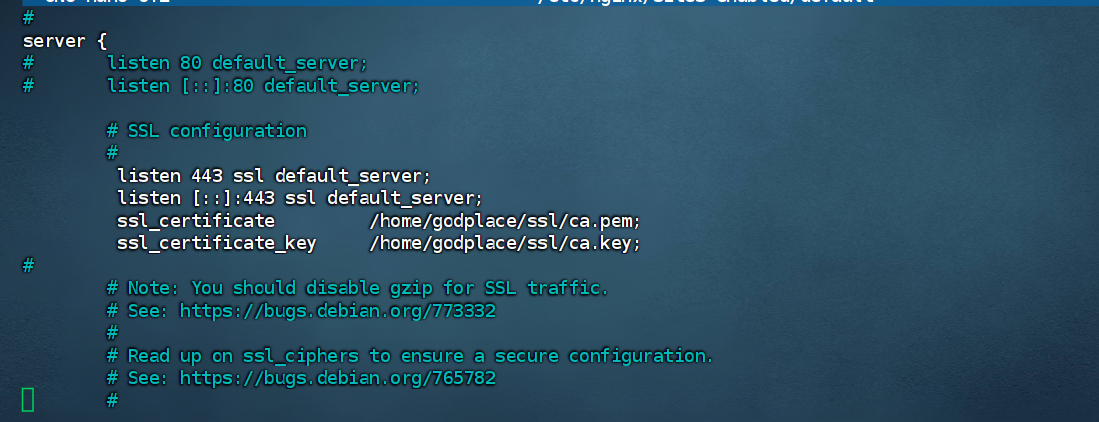 #
server {
#       listen 80 default_server;
#       listen [::]:80 default_server;
        # SSL configuration
        #
         listen 443 ssl default_server;
         listen [::]:443 ssl default_server;
         ssl_certificate         /home/godplace/ssl/ca.pem;
         ssl_certificate_key     /home/godplace/ssl/ca.key;
#
        # Note: You should disable gzip for SSL traffic.
        # See: https://bugs.debian.org/773332
        #
        # Read up on ssl_ciphers to ensure a secure configuration.
        # See: https://bugs.debian.org/765782
        #